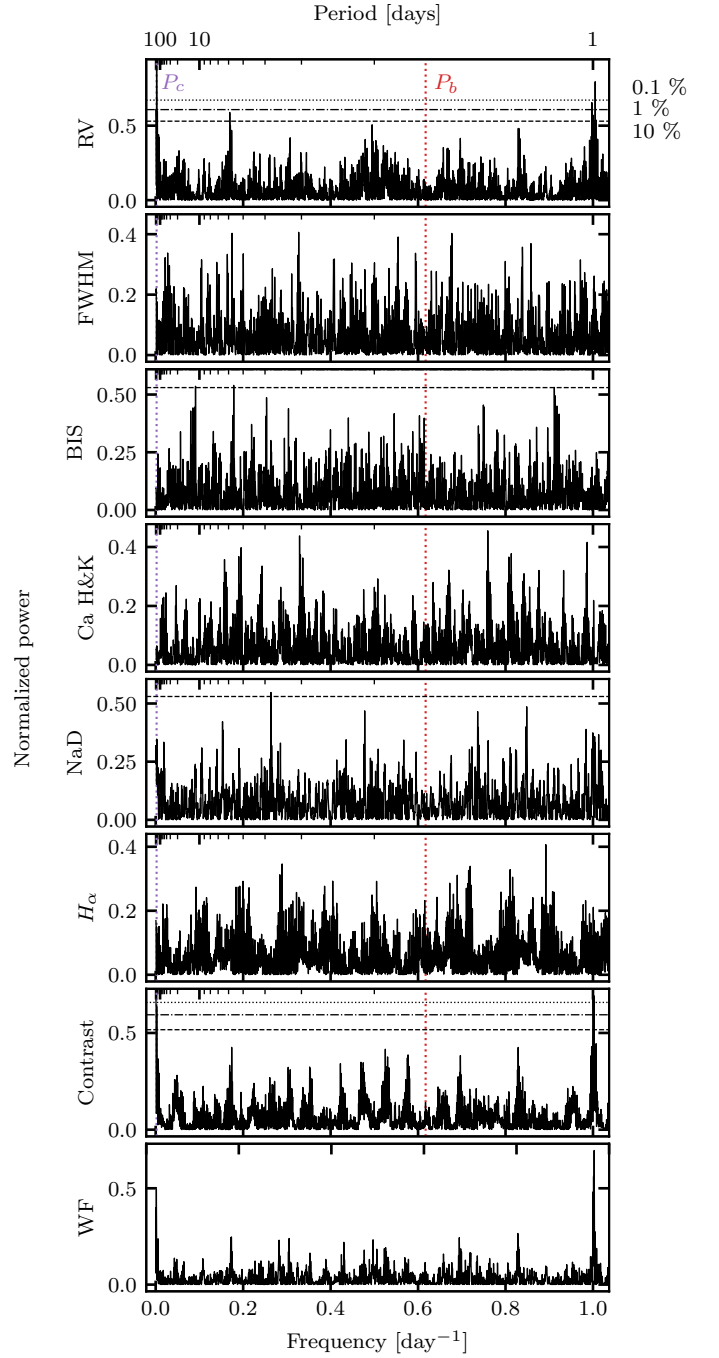 Period [days]
100 10 1
P_c P_b
0.1 %
1 %
10 %
0.5
0.0
RV
0.4
0.2
0.0
FWHM
0.50
0.25
0.00
BIS
0.4
0.2
0.0
Ca H&K
0.50
0.25
0.00
NaD
0.4
0.2
0.0
H_α
0.5
0.0
Contrast
0.5
0.0
WF
Normalized power
0.0 0.2 0.4 0.6 0.8 1.0
Frequency [day⁻¹]